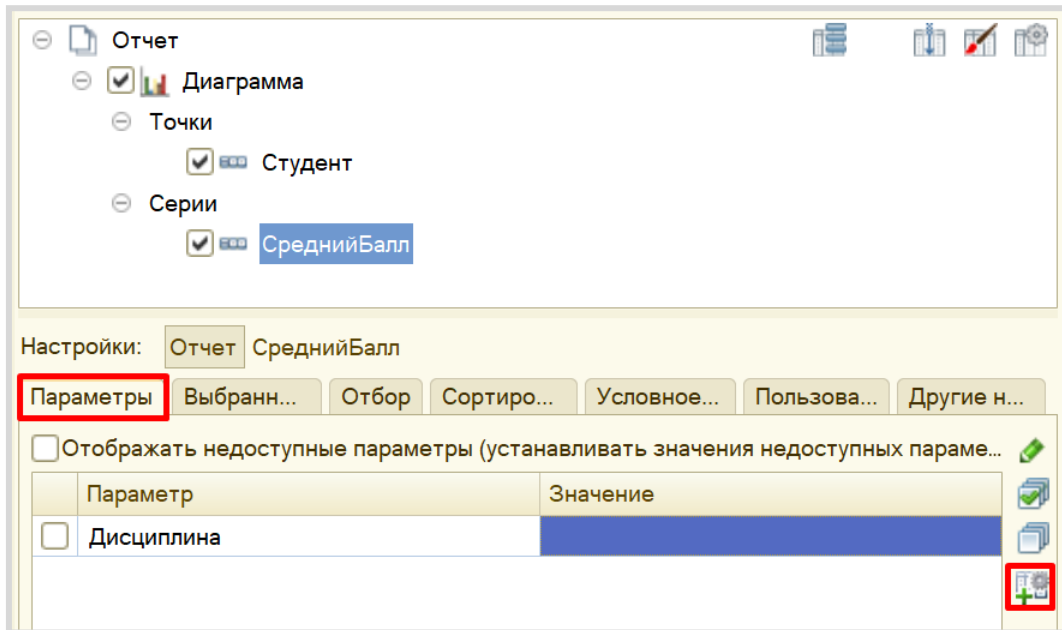 Отчет
Диаграмма
Точки
Студент
Серии
СреднийБалл
Настройки: Отчет СреднийБалл
Параметры Выбранн... Отбор Сортиро... Условное... Пользова... Другие н...
Отображать недоступные параметры (устанавливать значения недоступных параме...
Параметр Значение
Дисциплина